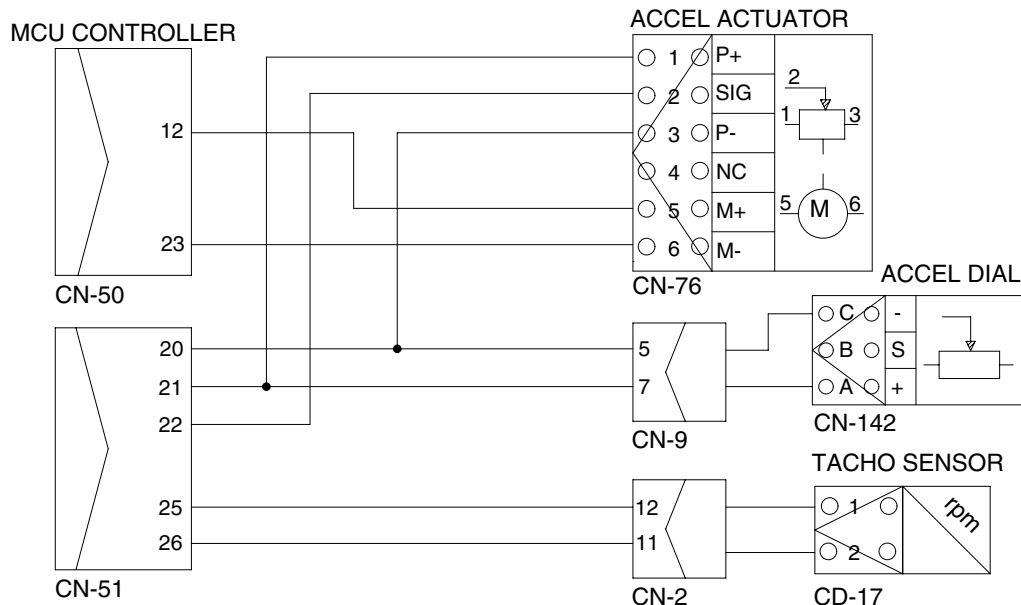 MCU CONTROLLER
12
23
CN-50
20
21
22
25
26
CN-51
ACCEL ACTUATOR
1 P+
2 SIG
3 P-
4 NC
5 M+
6 M-
2
1 3
5 M 6
CN-76
5
7
CN-9
ACCEL DIAL
C -
B S
A +
CN-142
12
11
CN-2
TACHO SENSOR
1
2
rpm
CD-17